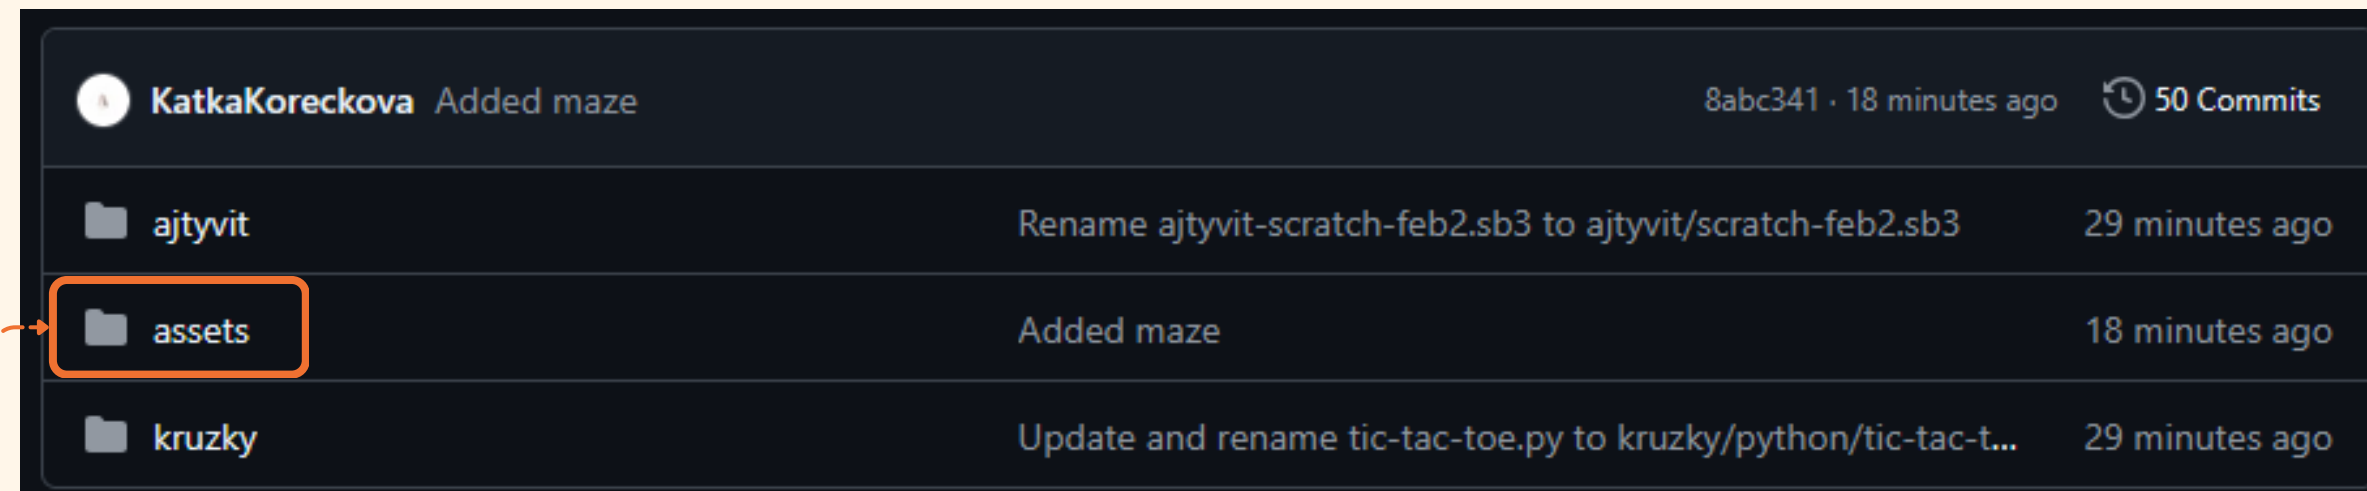 KatkaKoreckova Added maze 8abc341 · 18 minutes ago 50 Commits
ajtyvit Rename ajtyvit-scratch-feb2.sb3 to ajtyvit/scratch-feb2.sb3 29 minutes ago
assets Added maze 18 minutes ago
kruzky Update and rename tic-tac-toe.py to kruzky/python/tic-tac-t... 29 minutes ago